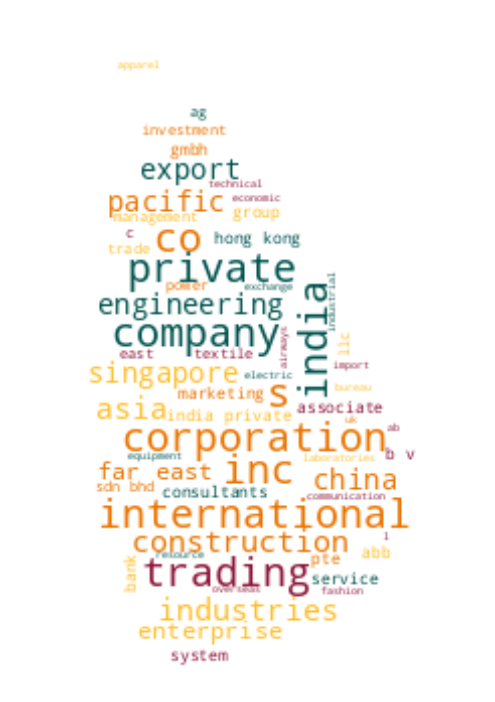 apparel
ag
investment
gmbh
export
technical
pacific
economic
management
group
c
co
hong kong
trade
private
power
exchange
industrial
engineering
india
company
airways
llc
east
textile
import
singapore
electric
bureau
marketing
s
associate
asia
india private
uk
corporation
ab
equipment
laboratories
b v
far east
inc
china
sdn bhd
consultants
communication
international
construction
l
resource
pte
abb
bank
trading
service
overseas
fashion
industries
enterprise
system